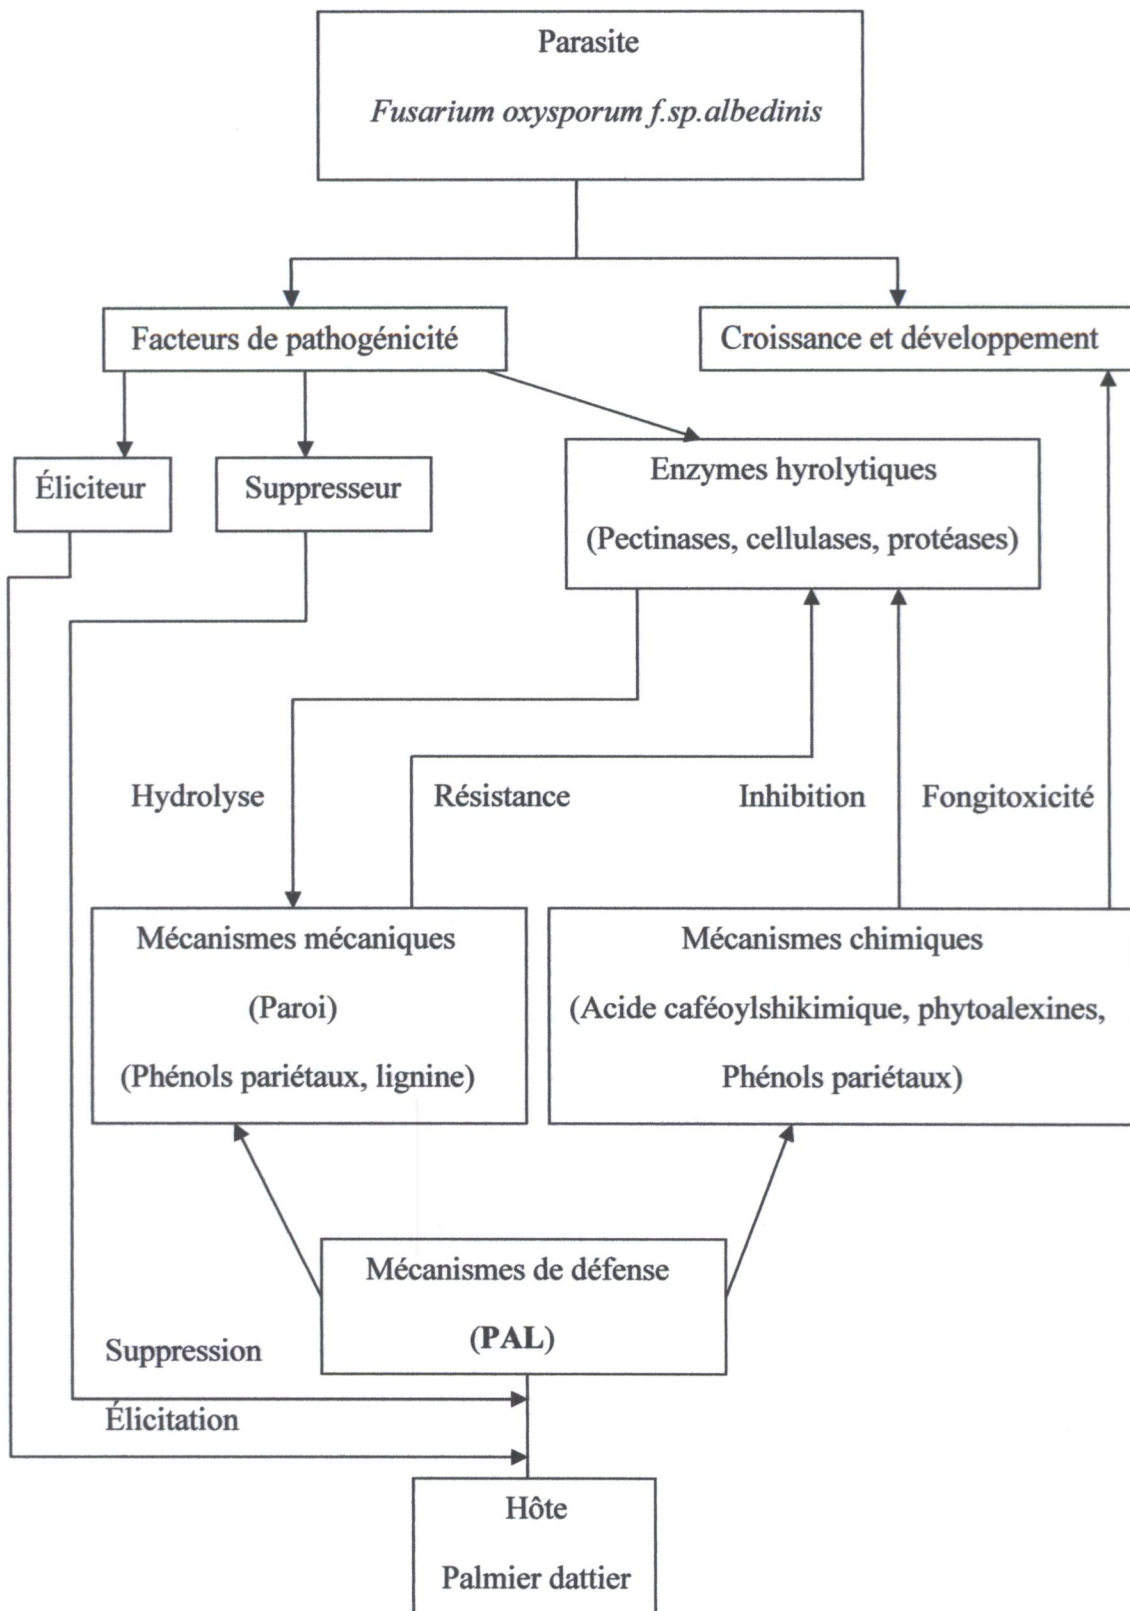 Parasite
Fusarium oxysporum f.sp.albedinis
Facteurs de pathogénicité
Croissance et développement
Éliciteur
Suppresseur
Enzymes hyrolytiques
(Pectinases, cellulases, protéases)
Hydrolyse
Résistance
Inhibition
Fongitoxicité
Mécanismes mécaniques
(Paroi)
(Phénols pariétaux, lignine)
Mécanismes chimiques
(Acide caféoylshikimique, phytoalexines,
Phénols pariétaux)
Mécanismes de défense
(PAL)
Suppression
Élicitation
Hôte
Palmier dattier